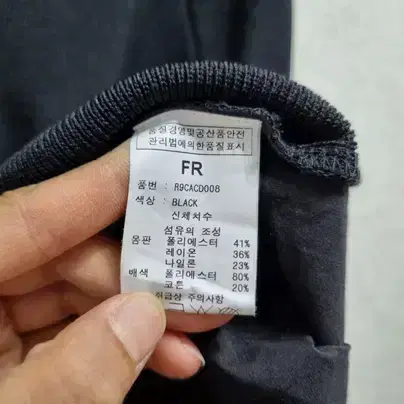 품질경영및공산품안전
관리법에의한품질표시
FR
품번 : R9CACD008
색상 : BLACK
신체치수
섬유의 조성
몸판 폴리에스터 41%
레이온 36%
나일론 23%
배색 폴리에스터 80%
코튼 20%
취급상 주의사항